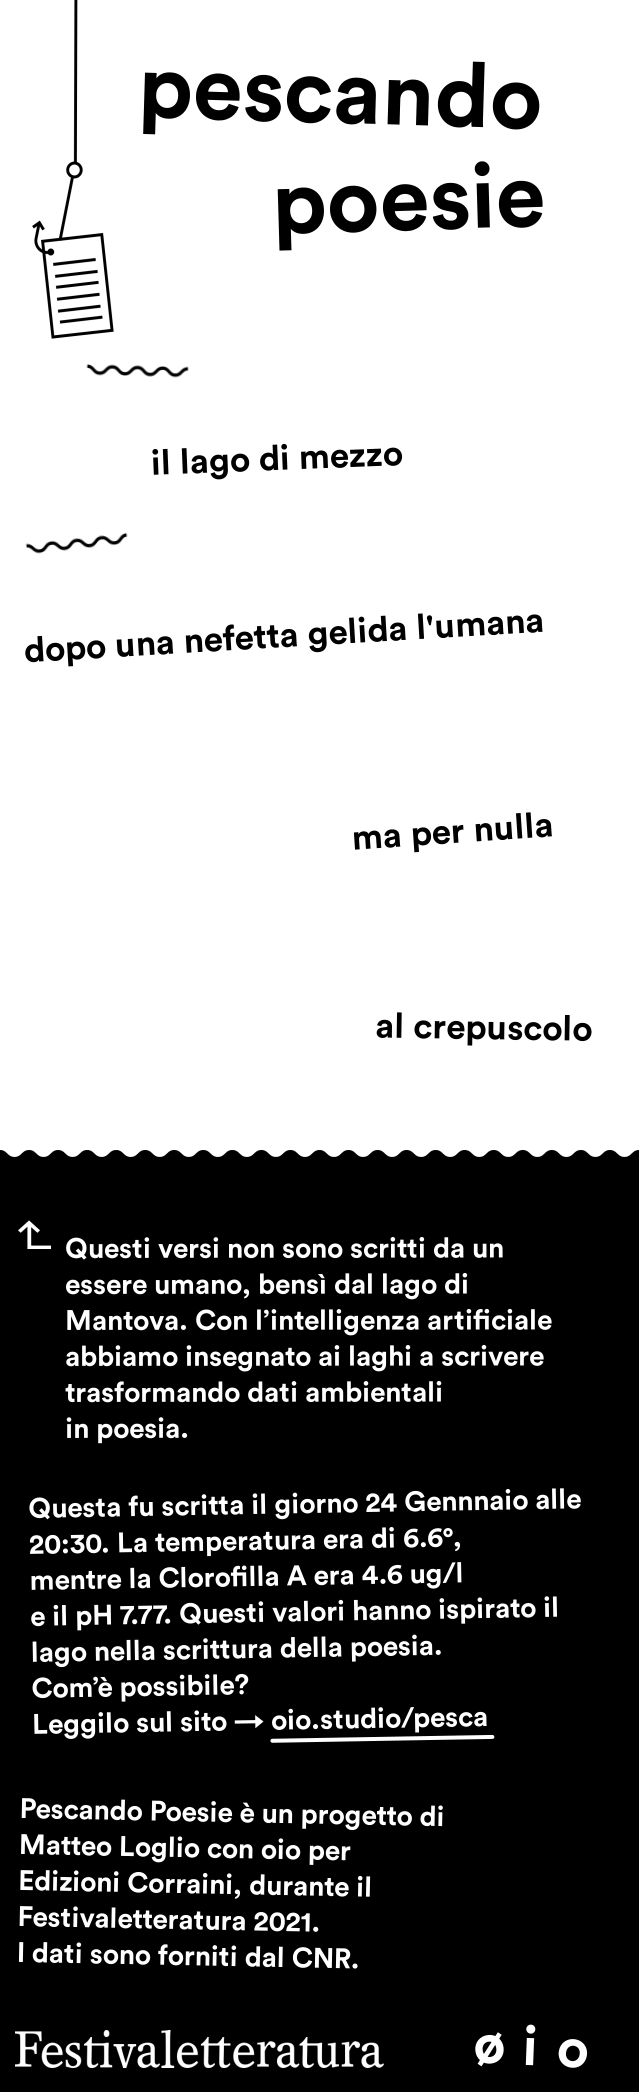 pescando
poesie
il lago di mezzo
dopo una nefetta gelida l'umana
ma per nulla
al crepuscolo
Questi versi non sono scritti da un
essere umano, bensì dal lago di
Mantova. Con l’intelligenza artificiale
abbiamo insegnato ai laghi a scrivere
trasformando dati ambientali
in poesia.
Questa fu scritta il giorno 24 Gennnaio alle
20:30. La temperatura era di 6.6°,
mentre la Clorofilla A era 4.6 ug/l
e il pH 7.77. Questi valori hanno ispirato il
lago nella scrittura della poesia.
Com’è possibile?
Leggilo sul sito → oio.studio/pesca
Pescando Poesie è un progetto di
Matteo Loglio con oio per
Edizioni Corraini, durante il
Festivaletteratura 2021.
I dati sono forniti dal CNR.
Festivaletteratura øio